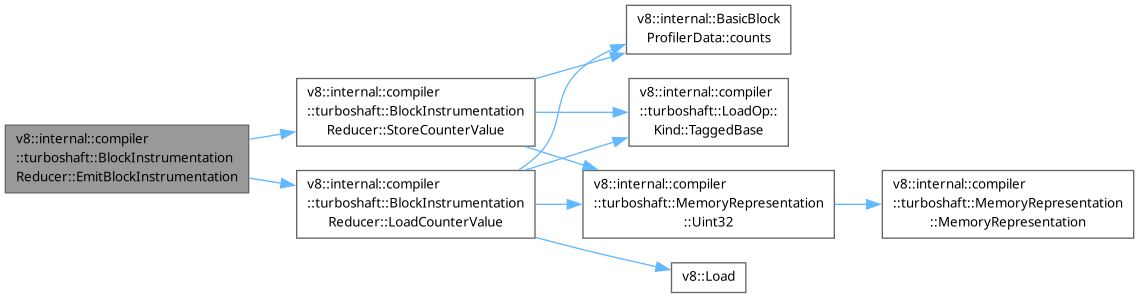 v8::internal::compiler
::turboshaft::BlockInstrumentation
Reducer::EmitBlockInstrumentation
v8::internal::compiler
::turboshaft::BlockInstrumentation
Reducer::StoreCounterValue
v8::internal::compiler
::turboshaft::BlockInstrumentation
Reducer::LoadCounterValue
v8::internal::BasicBlock
ProfilerData::counts
v8::internal::compiler
::turboshaft::LoadOp::
Kind::TaggedBase
v8::internal::compiler
::turboshaft::MemoryRepresentation
::Uint32
v8::Load
v8::internal::compiler
::turboshaft::MemoryRepresentation
::MemoryRepresentation